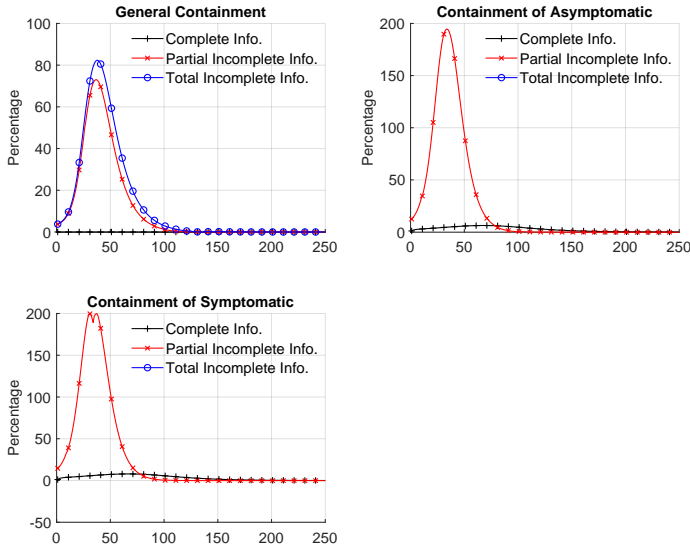 General Containment
Complete Info.
Partial Incomplete Info.
Total Incomplete Info.
Percentage
100
80
60
40
20
0
0 50 100 150 200 250
Containment of Asymptomatic
Complete Info.
Partial Incomplete Info.
Total Incomplete Info.
Percentage
200
150
100
50
0
0 50 100 150 200 250
Containment of Symptomatic
Complete Info.
Partial Incomplete Info.
Total Incomplete Info.
Percentage
200
150
100
50
0
-50
0 50 100 150 200 250